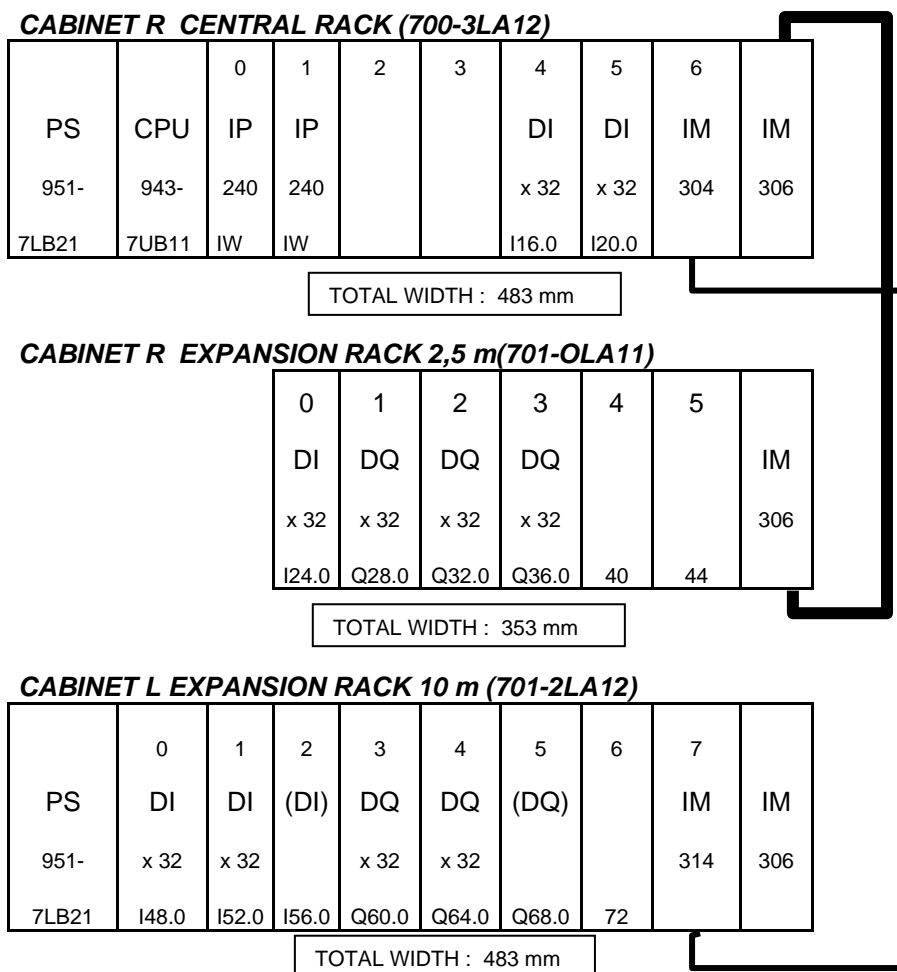 CABINET R CENTRAL RACK (700-3LA12)
0 1 2 3 4 5 6
PS CPU IP IP DI DI IM IM
951- 943- 240 240 x 32 x 32 304 306
7LB21 7UB11 IW IW I16.0 I20.0
TOTAL WIDTH : 483 mm
CABINET R EXPANSION RACK 2,5 m(701-OLA11)
0 1 2 3 4 5
DI DQ DQ DQ IM
x 32 x 32 x 32 x 32 306
I24.0 Q28.0 Q32.0 Q36.0 40 44
TOTAL WIDTH : 353 mm
CABINET L EXPANSION RACK 10 m (701-2LA12)
0 1 2 3 4 5 6 7
PS DI DI (DI) DQ DQ (DQ) IM IM
951- x 32 x 32 x 32 x 32 314 306
7LB21 I48.0 I52.0 I56.0 Q60.0 Q64.0 Q68.0 72
TOTAL WIDTH : 483 mm